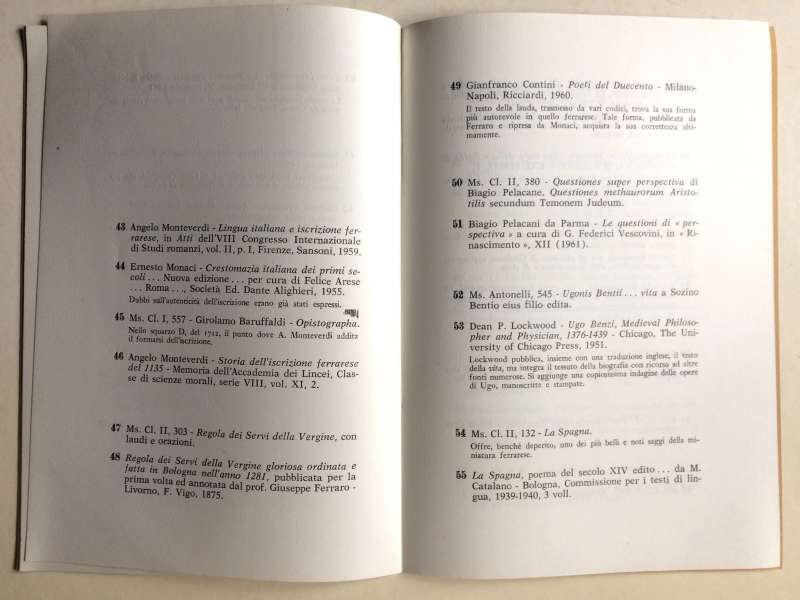 43 Angelo Monteverdi - Lingua italiana e iscrizione fer-
rarese, in Atti dell'VIII Congresso Internazionale
di Studi romanzi, vol. II, p. I, Firenze, Sansoni, 1959.
44 Ernesto Monaci - Crestomazia italiana dei primi se-
coli ... Nuova edizione ... per cura di Felice Arese
... Roma ..., Società Ed. Dante Alighieri, 1955.
Dubbi sull'autenticità dell'iscrizione erano già stati espressi.
45 Ms. Cl. I, 557 - Girolamo Baruffaldi - Opistographa.
Nello squarzo D, del 1712, il punto dove A. Monteverdi addita
il formarsi dell'iscrizione.
46 Angelo Monteverdi - Storia dell'iscrizione ferrarese
del 1135 - Memoria dell'Accademia dei Lincei, Clas-
se di scienze morali, serie VIII, vol. XI, 2.
47 Ms. Cl. II, 303 - Regola dei Servi della Vergine, con
laudi e orazioni.
48 Regola dei Servi della Vergine gloriosa ordinata e
fatta in Bologna nell'anno 1281, pubblicata per la
prima volta ed annotata dal prof. Giuseppe Ferraro -
Livorno, F. Vigo, 1875.
49 Gianfranco Contini - Poeti del Duecento - Milano-
Napoli, Ricciardi, 1960.
Il testo della lauda, trasmesso da vari codici, trova la sua forma
più autorevole in quello ferrarese. Tale forma, pubblicata da
Ferraro e ripresa da Monaci, acquista la sua correttezza ulti-
mamente.
50 Ms. Cl. II, 380 - Questiones super perspectiva di
Biagio Pelacane. Questiones methaurorum Aristo-
tilis secundum Temonem Judeum.
51 Biagio Pelacani da Parma - Le questioni di « per-
spectiva » a cura di G. Federici Vescovini, in « Ri-
nascimento », XII (1961).
52 Ms. Antonelli, 545 - Ugonis Bentii ... vita a Sozino
Bentio eius filio edita.
53 Dean P. Lockwood - Ugo Benzi, Medieval Philoso-
pher and Physician, 1376-1439 - Chicago, The Uni-
versity of Chicago Press, 1951.
Lockwood pubblica, insieme con una traduzione inglese, il testo
della vita, ma integra il tessuto della biografia con ricorso ad altre
fonti numerose. Si aggiunge una copiosissima indagine delle opere
di Ugo, manoscritte e stampate.
54 Ms. Cl. II, 132 - La Spagna.
Offre, benché deperito, uno dei più belli e noti saggi della mi-
niatura ferrarese.
55 La Spagna, poema del secolo XIV edito ... da M.
Catalano - Bologna, Commissione per i testi di lin-
gua, 1939-1940, 3 voll.